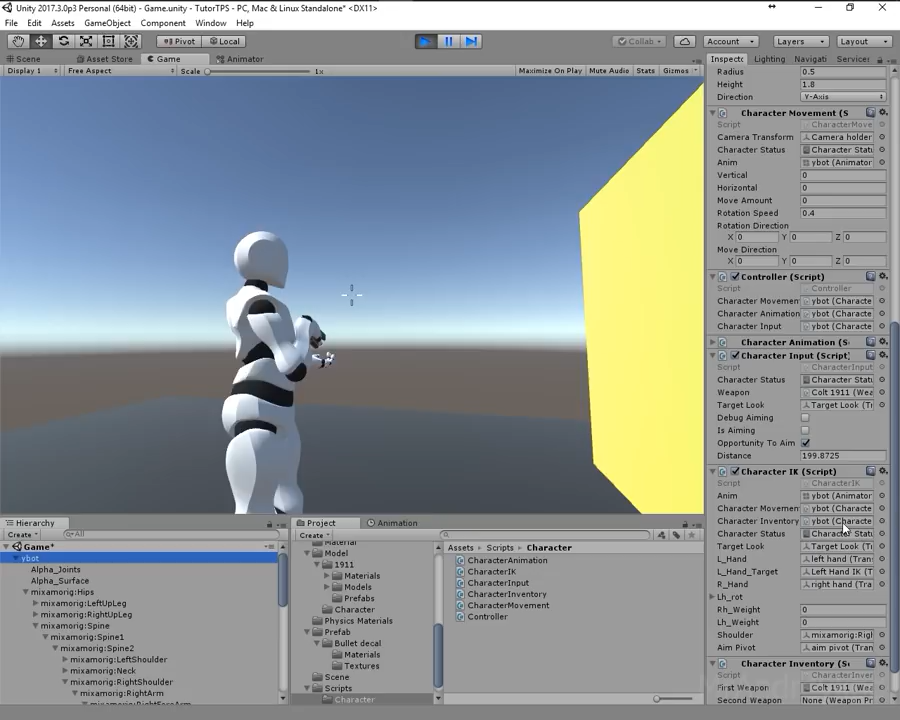 Unity 2017.3.0p3 Personal (64bit) - Game.unity - TutorTPS - PC, Mac & Linux Standalone* <DX11>
File Edit Assets GameObject Component Window Help
Pivot Local Collab Account Layers Layout
Scene Asset Store Game Animator
Display 1 Free Aspect Scale 1x Maximize On Play Mute Audio Stats Gizmos
Inspecto Lighting Navigati Services
Radius 0.5
Height 1.8
Direction Y-Axis
Character Movement (S
Script CharacterMove
Camera Transform Camera holder
Character Status Character Statu
Anim ybot (Animator
Vertical 0
Horizontal 0
Move Amount 0
Rotation Speed 0.4
Rotation Direction
X 0 Y 0 Z 0
Move Direction
X 0 Y 0 Z 0
Controller (Script)
Script Controller
Character Movemen ybot (Characte
Character Animation ybot (Characte
Character Input ybot (Characte
Character Animation (S
Character Input (Script)
Script CharacterInput
Character Status Character Statu
Weapon Colt 1911 (Wea
Target Look Target Look (Tr
Debug Aiming
Is Aiming
Opportunity To Aim
Distance 199.8725
Character IK (Script)
Script CharacterIK
Anim ybot (Animator
Character Movemen ybot (Characte
Character Inventory ybot (Characte
Character Status Character Statu
Target Look Target Look (Tr
L_Hand left hand (Tran
L_Hand_Target Left Hand IK (T
R_Hand right hand (Tra
Lh_rot
Rh_Weight 0
Lh_Weight 0
Shoulder mixamorig:Righ
Aim Pivot aim pivot (Tran
Character Inventory (S
Script CharacterInver
First Weapon Colt 1911 (Wea
Second Weapon None (Weapon
Hierarchy
Create All
Game*
ybot
Alpha_Joints
Alpha_Surface
mixamorig:Hips
mixamorig:LeftUpLeg
mixamorig:RightUpLeg
mixamorig:Spine
mixamorig:Spine1
mixamorig:Spine2
mixamorig:LeftShoulder
mixamorig:Neck
mixamorig:RightShoulder
mixamorig:RightArm
mixamorig:RightForeArm
Project Animation
Create
Material
Model
1911
Materials
Models
Prefabs
Character
Physics Materials
Prefab
Bullet decal
Materials
Textures
Scene
Scripts
Character
Assets Scripts Character
CharacterAnimation
CharacterIK
CharacterInput
CharacterInventory
CharacterMovement
Controller